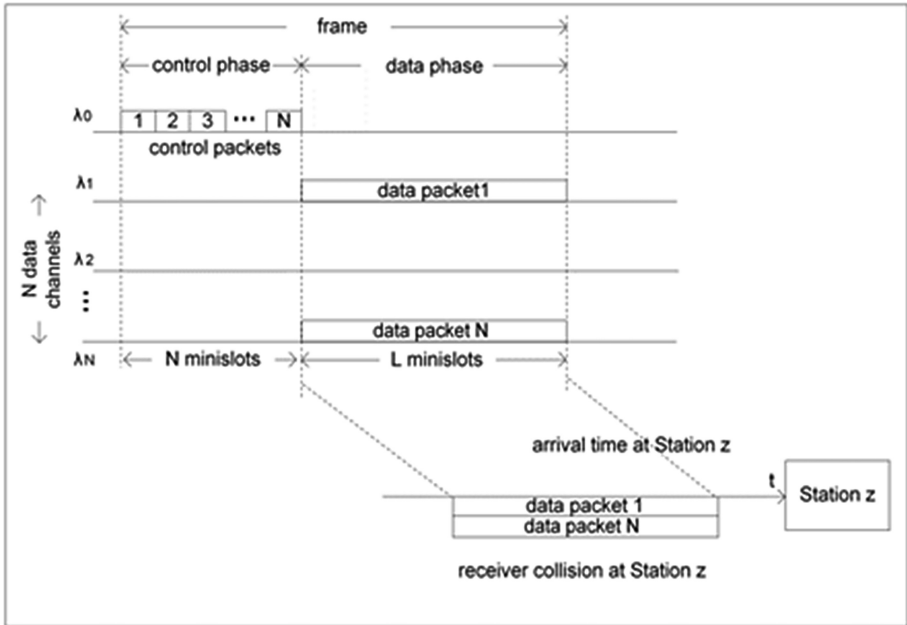 frame
control phase
data phase
λ0
1 2 3 ••• N
control packets
λ1
data packet1
N data
channels
λ2
•••
data packet N
λN
N minislots
L minislots
arrival time at Station z
t
Station z
data packet 1
data packet N
receiver collision at Station z